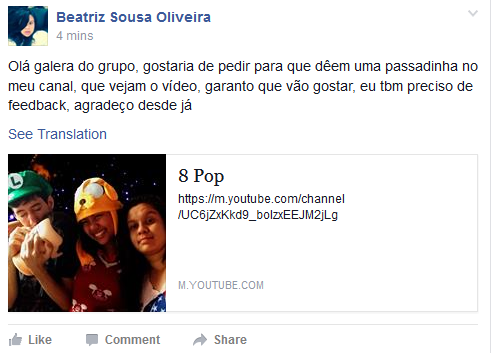 Beatriz Sousa Oliveira
4 mins
Olá galera do grupo, gostaria de pedir para que dêem uma passadinha no
meu canal, que vejam o vídeo, garanto que vão gostar, eu tbm preciso de
feedback, agradeço desde já
See Translation
L
8 Pop
https://m.youtube.com/channel
/UC6jZxKkd9_bolzxEEJM2jLg
M.YOUTUBE.COM
Like Comment Share